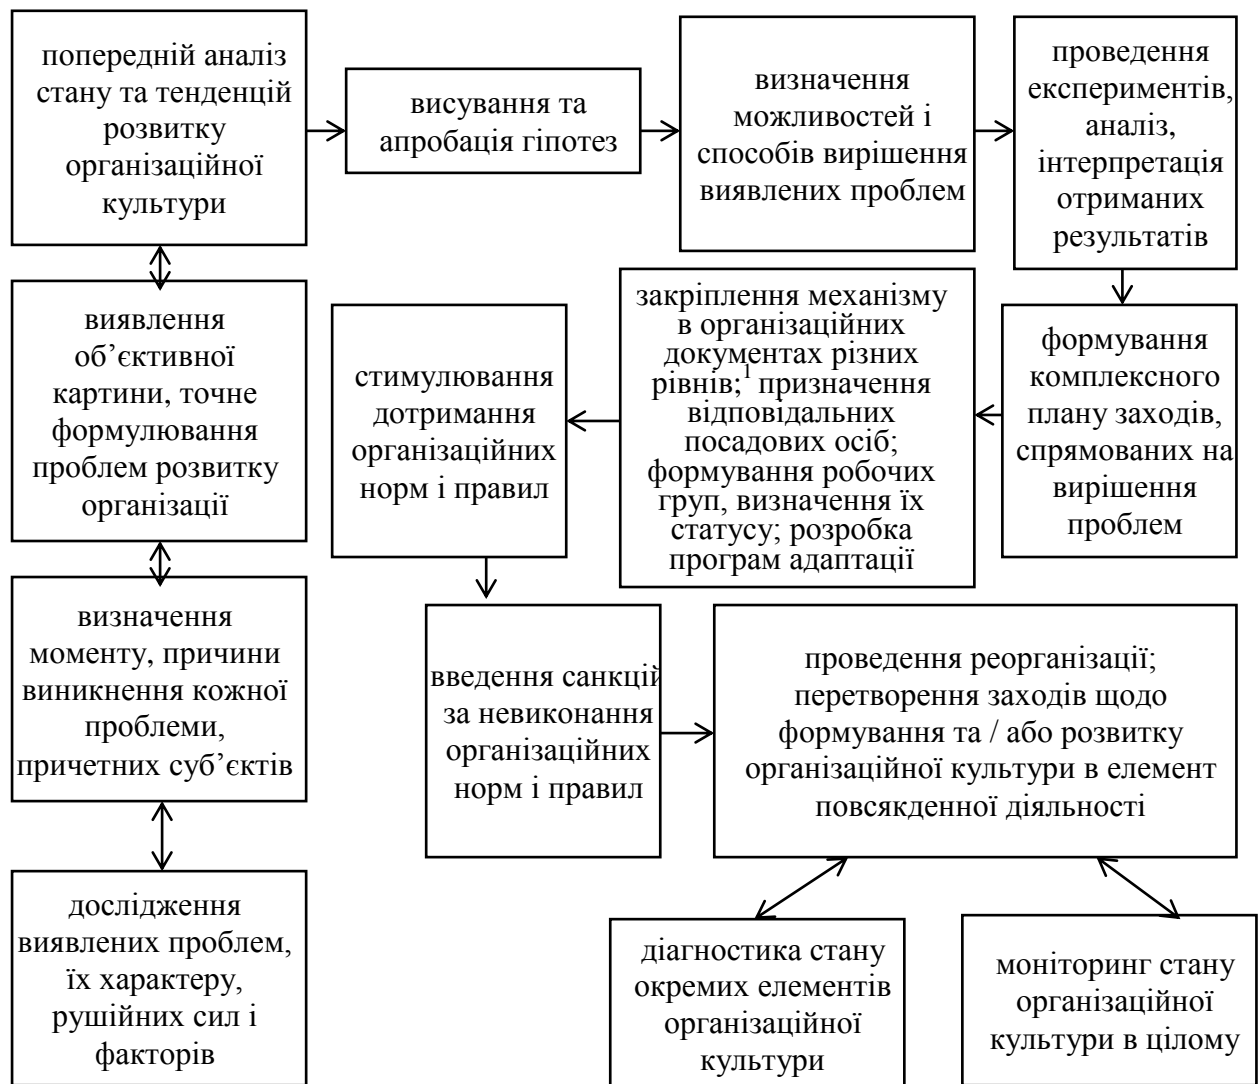 попередній аналіз
стану та тенденцій
розвитку
організаційної
культури
висування та
апробація гіпотез
визначення
можливостей і
способів вирішення
виявлених проблем
проведення
експериментів,
аналіз,
інтерпретація
отриманих
результатів
виявлення
об’єктивної
картини, точне
формулювання
проблем розвитку
організації
стимулювання
дотримання
організаційних
норм і правил
закріплення механізму
в організаційних
документах різних
рівнів;¹ призначення
відповідальних
посадових осіб;
формування робочих
груп, визначення їх
статусу; розробка
програм адаптації
формування
комплексного
плану заходів,
спрямованих на
вирішення
проблем
визначення
моменту, причини
виникнення кожної
проблеми,
причетних суб’єктів
введення санкцій
за невиконання
організаційних
норм і правил
проведення реорганізації;
перетворення заходів щодо
формування та / або розвитку
організаційної культури в елемент
повсякденної діяльності
дослідження
виявлених проблем,
їх характеру,
рушійних сил і
факторів
діагностика стану
окремих елементів
організаційної
культури
моніторинг стану
організаційної
культури в цілому